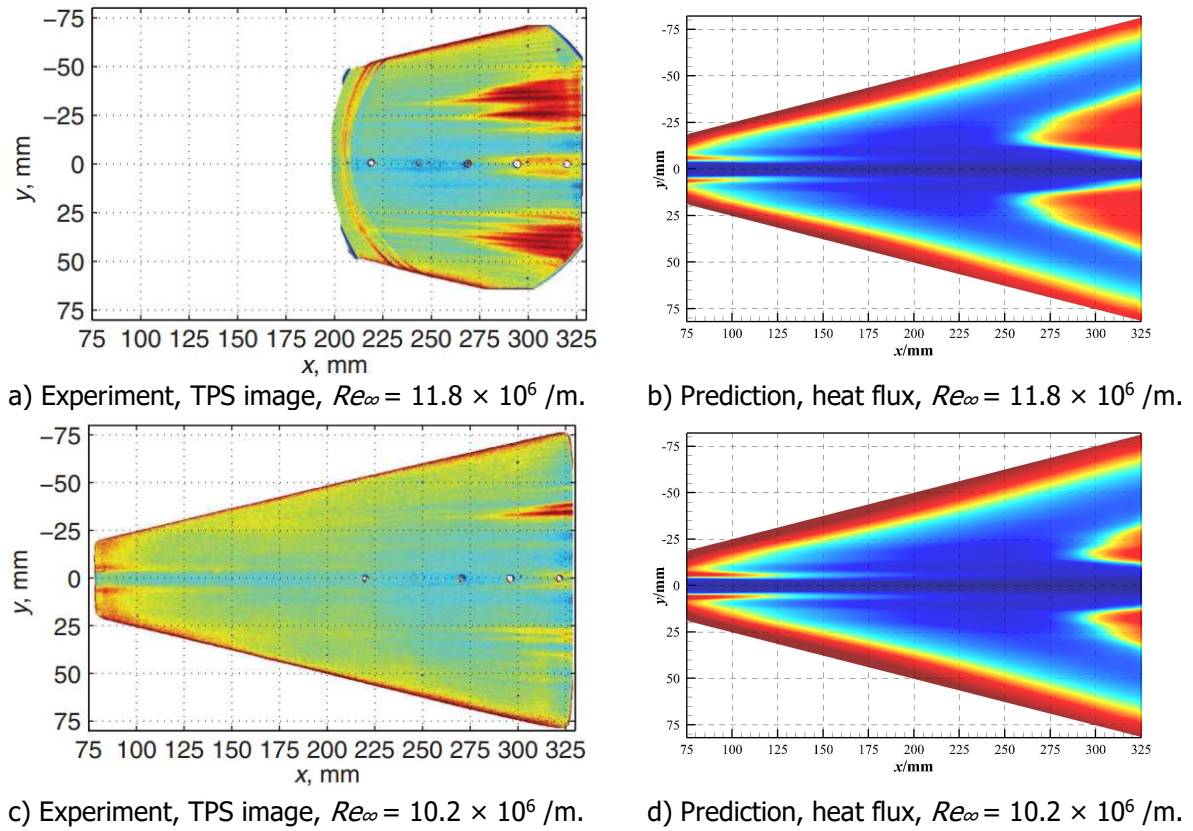 −75
−50
−25
0
25
50
75
y, mm
75 100 125 150 175 200 225 250 275 300 325
x, mm
a) Experiment, TPS image, Re∞ = 11.8 × 10⁶ /m.
-75
-50
-25
0
25
50
75
y/mm
75 100 125 150 175 200 225 250 275 300 325
x/mm
b) Prediction, heat flux, Re∞ = 11.8 × 10⁶ /m.
−75
−50
−25
0
25
50
75
y, mm
75 100 125 150 175 200 225 250 275 300 325
x, mm
c) Experiment, TPS image, Re∞ = 10.2 × 10⁶ /m.
-75
-50
-25
0
25
50
75
y/mm
75 100 125 150 175 200 225 250 275 300 325
x/mm
d) Prediction, heat flux, Re∞ = 10.2 × 10⁶ /m.